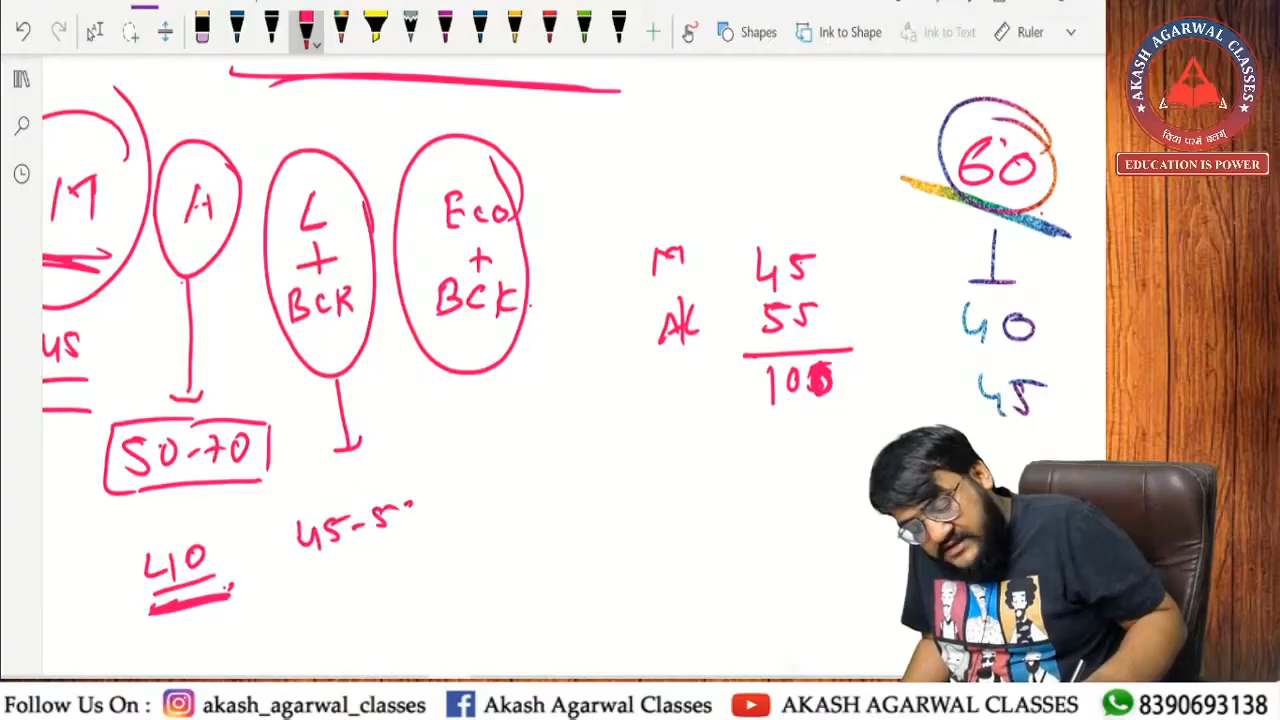 Shapes
Ink to Shape
Ink to Text
Ruler
AKASH AGARWAL CLASSES
विद्या परमं बलम्
EDUCATION IS POWER
M
A
L
+
BCK
Eco
+
BCK
45
50-70
40
45-5
M 45
A/C 55
100
60
40
45
Follow Us On : akash_agarwal_classes Akash Agarwal Classes AKASH AGARWAL CLASSES 8390693138